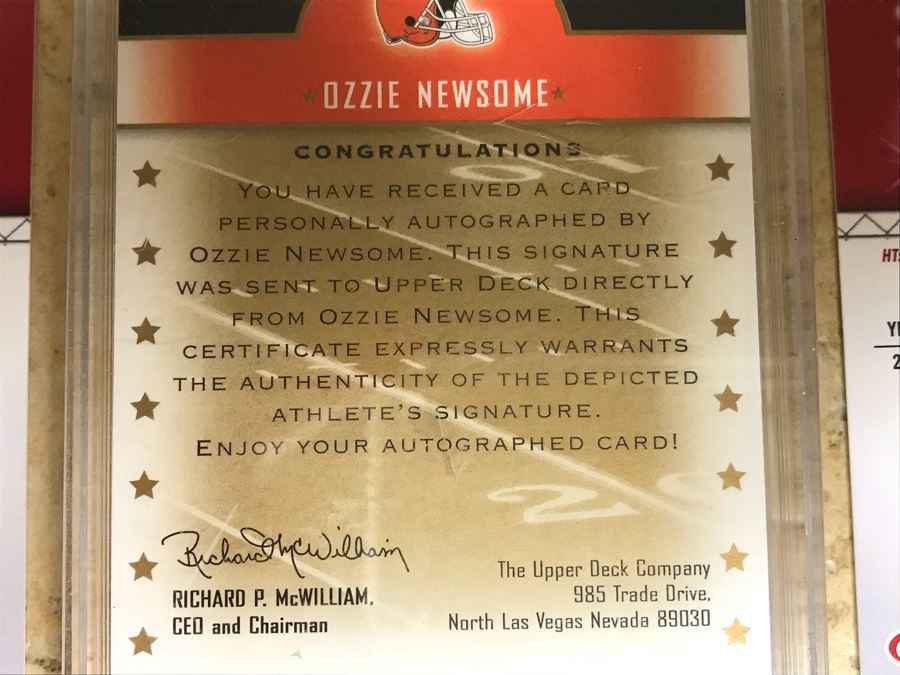 OZZIE NEWSOME
CONGRATULATIONS
YOU HAVE RECEIVED A CARD
PERSONALLY AUTOGRAPHED BY
OZZIE NEWSOME. THIS SIGNATURE
WAS SENT TO UPPER DECK DIRECTLY
FROM OZZIE NEWSOME. THIS
CERTIFICATE EXPRESSLY WARRANTS
THE AUTHENTICITY OF THE DEPICTED
ATHLETE'S SIGNATURE.
ENJOY YOUR AUTOGRAPHED CARD!
Richard McWilliam
RICHARD P. McWILLIAM,
CEO and Chairman
The Upper Deck Company
985 Trade Drive,
North Las Vegas Nevada 89030
20